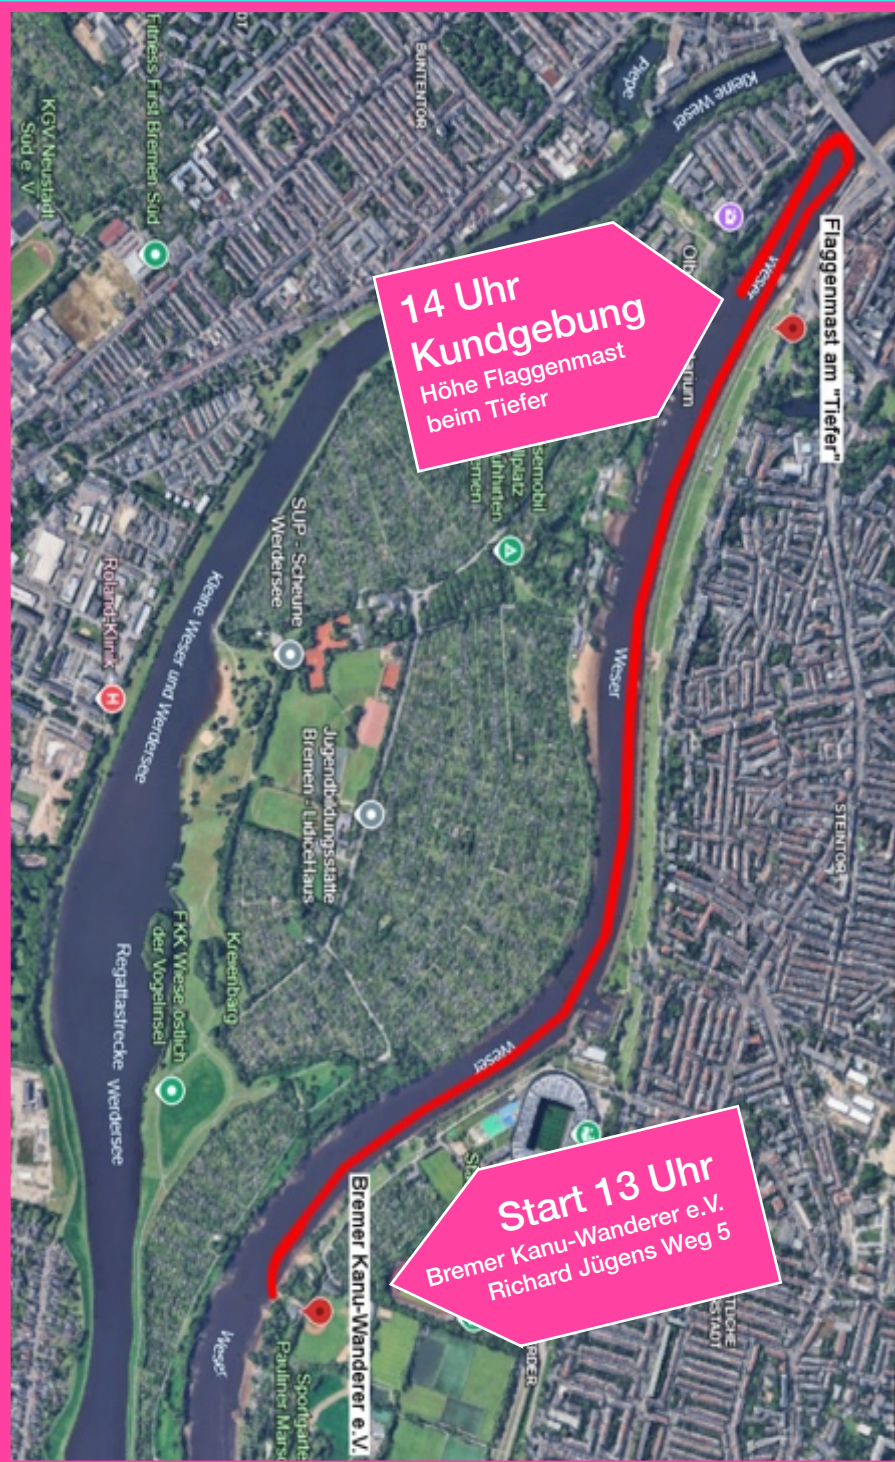 14 Uhr
Kundgebung
Höhe Flaggenmast
beim Tiefer
Start 13 Uhr
Bremer Kanu-Wanderer e.V.
Richard Jügens Weg 5
Flaggenmast am "Tiefer"
Bremer Kanu-Wanderer e.V.
Fitness First Bremen Süd
KGV Neustadt
Süd e. V.
BUNTENTOR
Piepe
Kleine Weser
Weser
SUP - Scheune
Werdersee
Roland-Klinik
Kleine Weser und Werdersee
Weser
Jugendbildungsstätte
Bremen - LidiceHaus
STEINTOR
FKK Wiese östlich
der Vogelinsel
Kreienbarg
Regattastrecke Werdersee
Weser
Weser